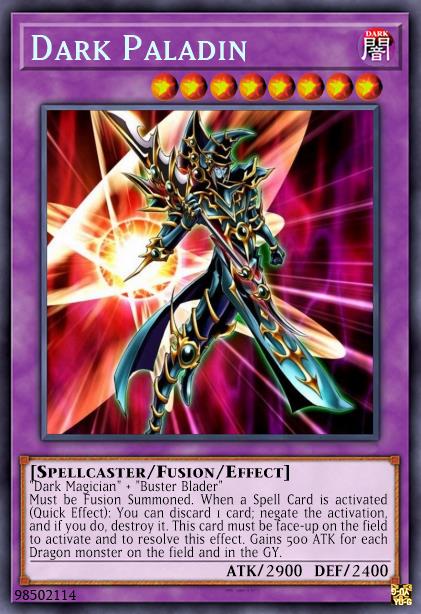 DARK PALADIN
DARK
闇
[SPELLCASTER/FUSION/EFFECT]
"Dark Magician" + "Buster Blader"
Must be Fusion Summoned. When a Spell Card is activated
(Quick Effect): You can discard 1 card; negate the activation,
and if you do, destroy it. This card must be face-up on the field
to activate and to resolve this effect. Gains 500 ATK for each
Dragon monster on the field and in the GY.
ATK/2900 DEF/2400
98502114